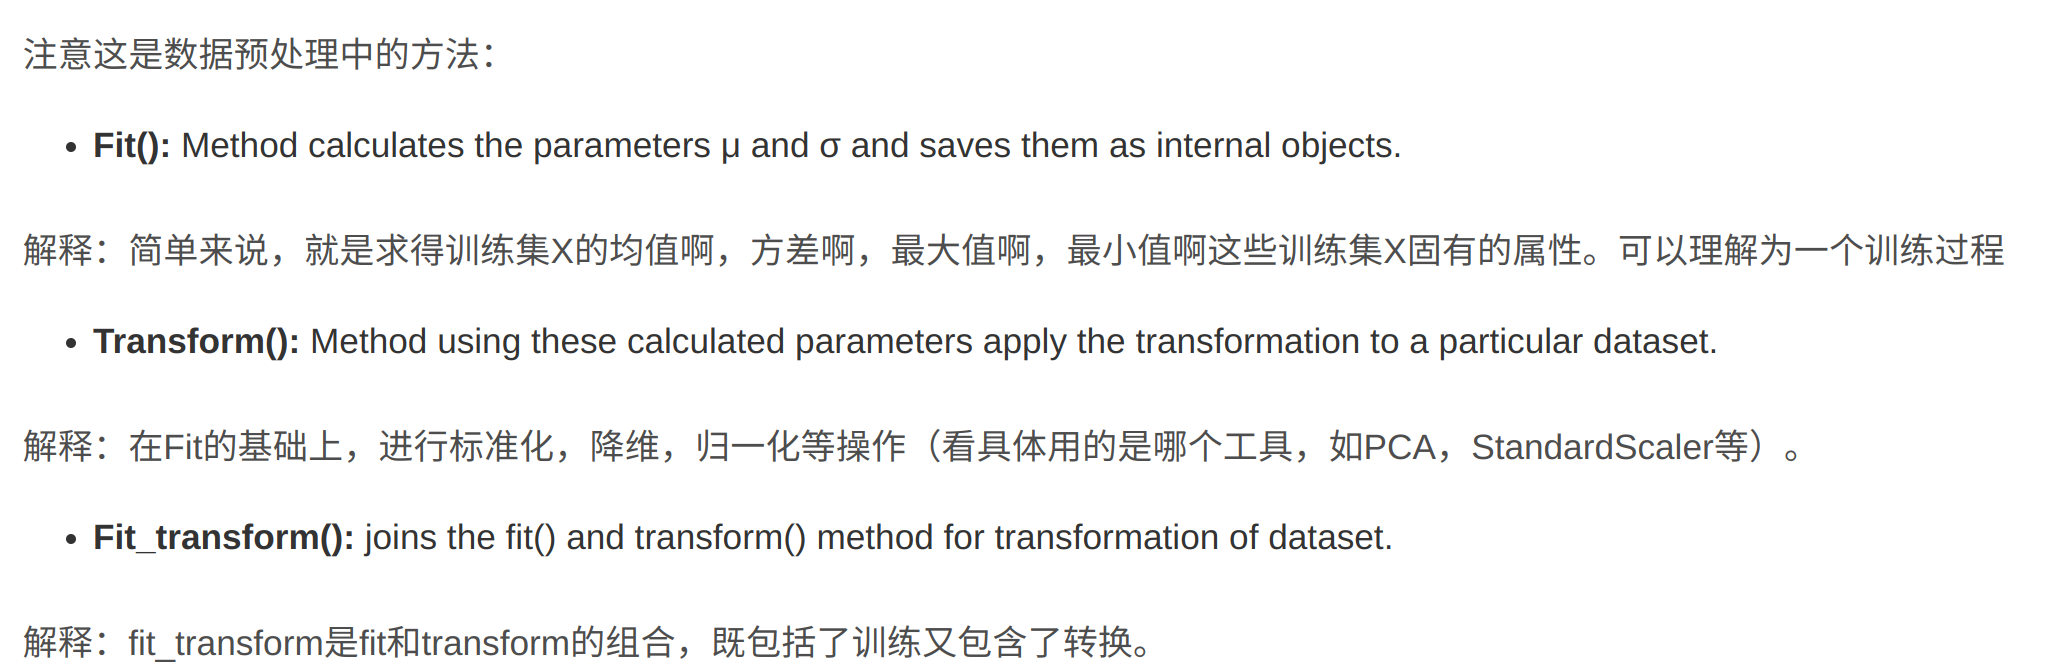 注意这是数据预处理中的方法：
• Fit(): Method calculates the parameters μ and σ and saves them as internal objects.
解释：简单来说，就是求得训练集X的均值啊，方差啊，最大值啊，最小值啊这些训练集X固有的属性。可以理解为一个训练过程
• Transform(): Method using these calculated parameters apply the transformation to a particular dataset.
解释：在Fit的基础上，进行标准化，降维，归一化等操作（看具体用的是哪个工具，如PCA，StandardScaler等）。
• Fit_transform(): joins the fit() and transform() method for transformation of dataset.
解释：fit_transform是fit和transform的组合，既包括了训练又包含了转换。